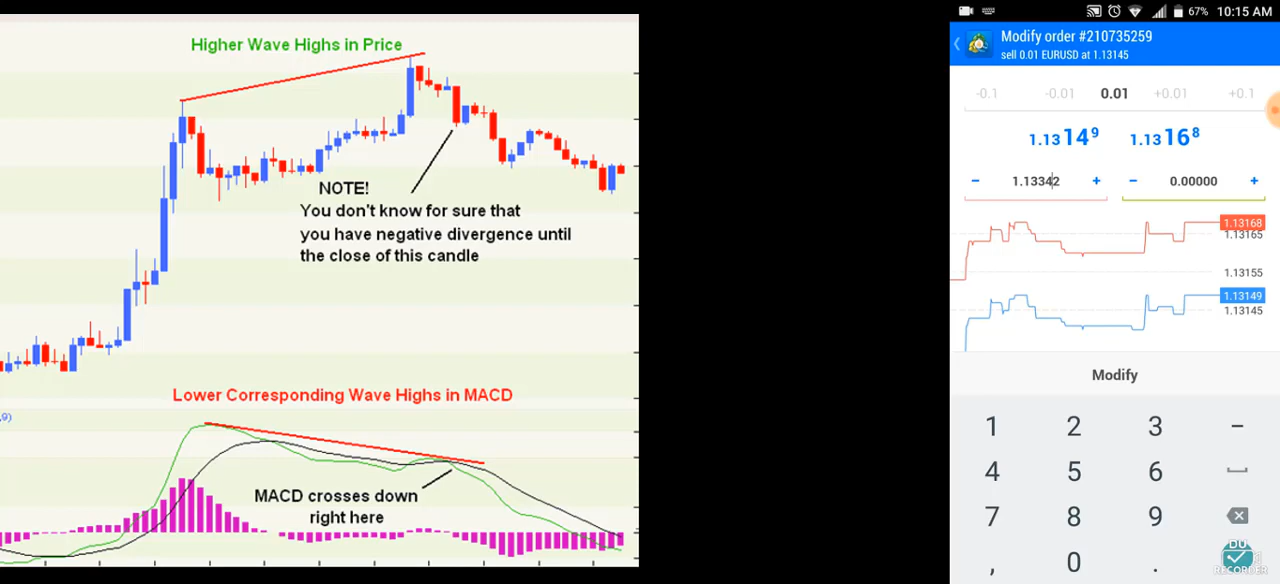 Higher Wave Highs in Price
NOTE!
You don't know for sure that
you have negative divergence until
the close of this candle
Lower Corresponding Wave Highs in MACD
,9)
MACD crosses down
right here
67% 10:15 AM
Modify order #210735259
sell 0.01 EURUSD at 1.13145
-0.1 -0.01 0.01 +0.01 +0.1
1.13149 1.13168
− 1.13342 + − 0.00000 +
1.13168
1.13165
1.13155
1.13149
1.13145
Modify
1 2 3 −
4 5 6
7 8 9
, 0 .
DU
RECORDER